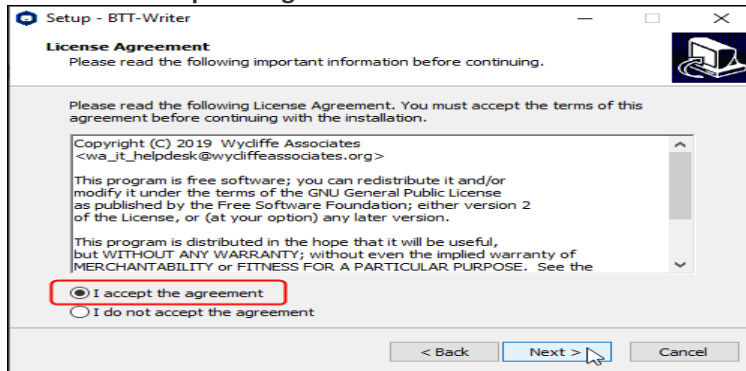 Setup - BTT-Writer
License Agreement
Please read the following important information before continuing.
Please read the following License Agreement. You must accept the terms of this
agreement before continuing with the installation.
Copyright (C) 2019 Wycliffe Associates
<wa_it_helpdesk@wycliffeassociates.org>
This program is free software; you can redistribute it and/or
modify it under the terms of the GNU General Public License
as published by the Free Software Foundation; either version 2
of the License, or (at your option) any later version.
This program is distributed in the hope that it will be useful,
but WITHOUT ANY WARRANTY; without even the implied warranty of
MERCHANTABILITY or FITNESS FOR A PARTICULAR PURPOSE. See the
I accept the agreement
I do not accept the agreement
< Back Next > Cancel